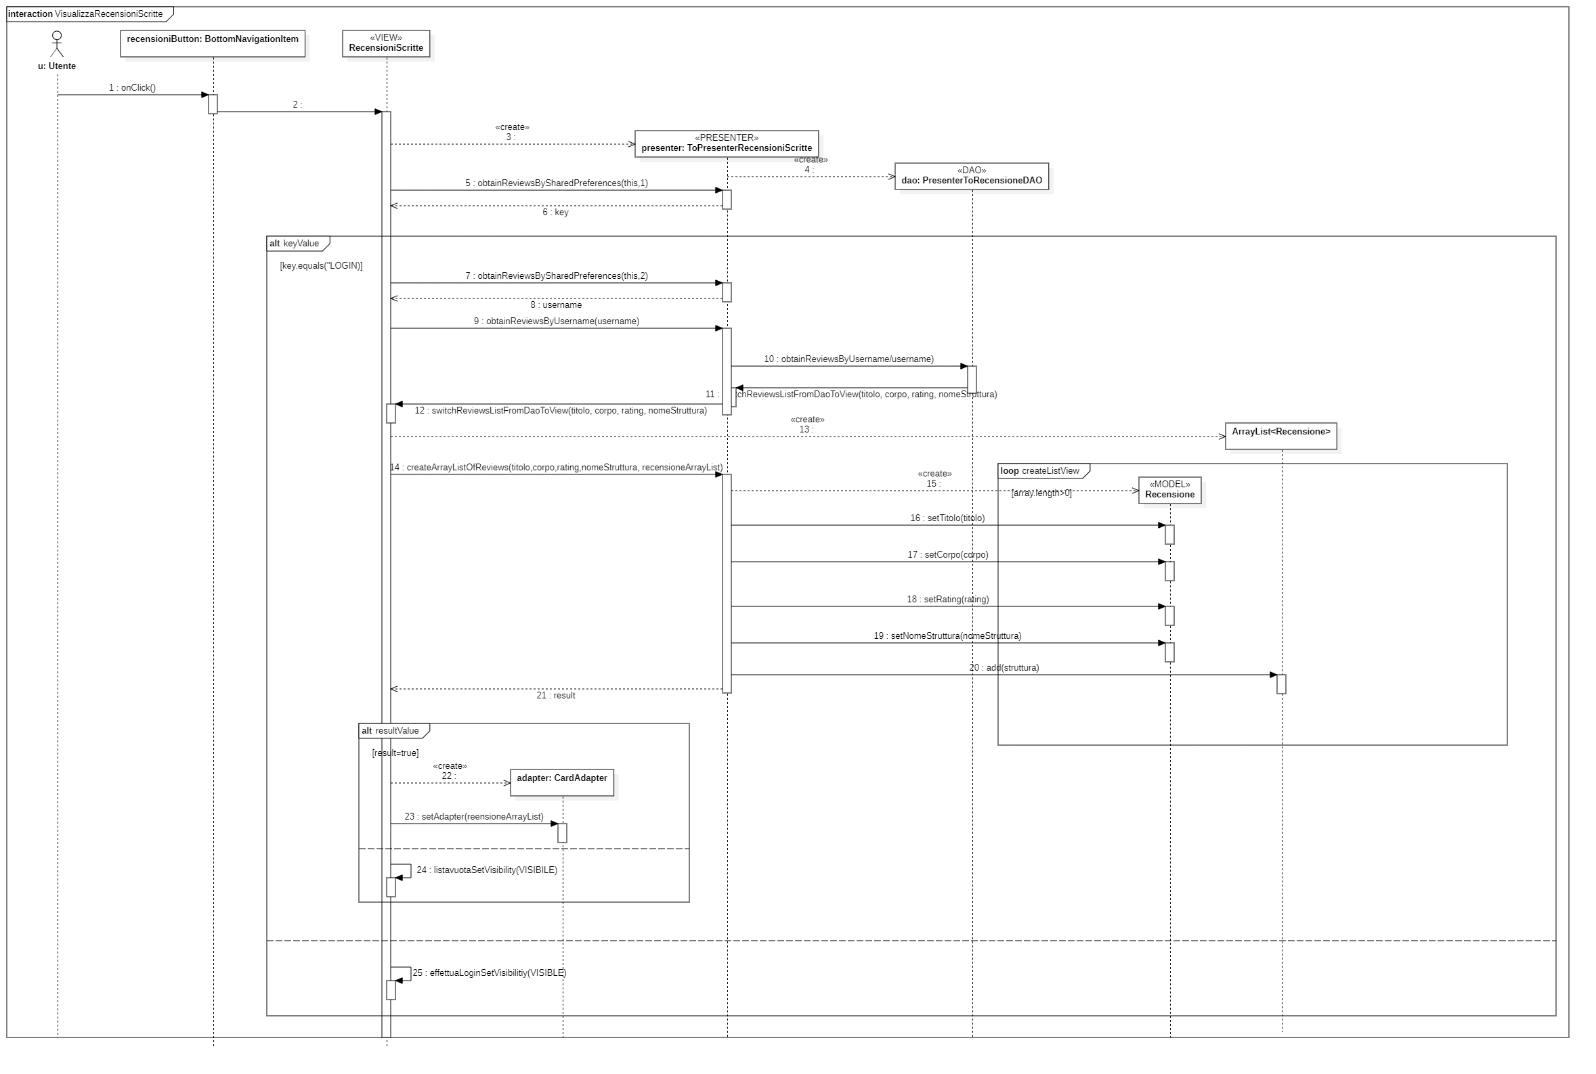 interaction VisualizzaRecensioniScritte
u: Utente
recensioniButton: BottomNavigationItem
«VIEW»
RecensioniScritte
1 : onClick()
2 :
«create»
3 :
«PRESENTER»
presenter: ToPresenterRecensioniScritte
«create»
4 :
«DAO»
dao: PresenterToRecensioneDAO
5 : obtainReviewsBySharedPreferences(this,1)
6 : key
alt keyValue
[key.equals("LOGIN)]
7 : obtainReviewsBySharedPreferences(this,2)
8 : username
9 : obtainReviewsByUsername(username)
10 : obtainReviewsByUsername/username)
11 : chReviewsListFromDaoToView(titolo, corpo, rating, nomeStruttura)
12 : switchReviewsListFromDaoToView(titolo, corpo, rating, nomeStruttura)
«create»
13 :
ArrayList<Recensione>
14 : createArrayListOfReviews(titolo,corpo,rating,nomeStruttura, recensioneArrayList)
loop createListView
[array.length>0]
«create»
15 :
«MODEL»
Recensione
16 : setTitolo(titolo)
17 : setCorpo(corpo)
18 : setRating(rating)
19 : setNomeStruttura(nomeStruttura)
20 : add(struttura)
21 : result
alt resultValue
[result=true]
«create»
22 :
adapter: CardAdapter
23 : setAdapter(reensioneArrayList)
24 : listavuotaSetVisibility(VISIBILE)
25 : effettuaLoginSetVisibilitiy(VISIBLE)